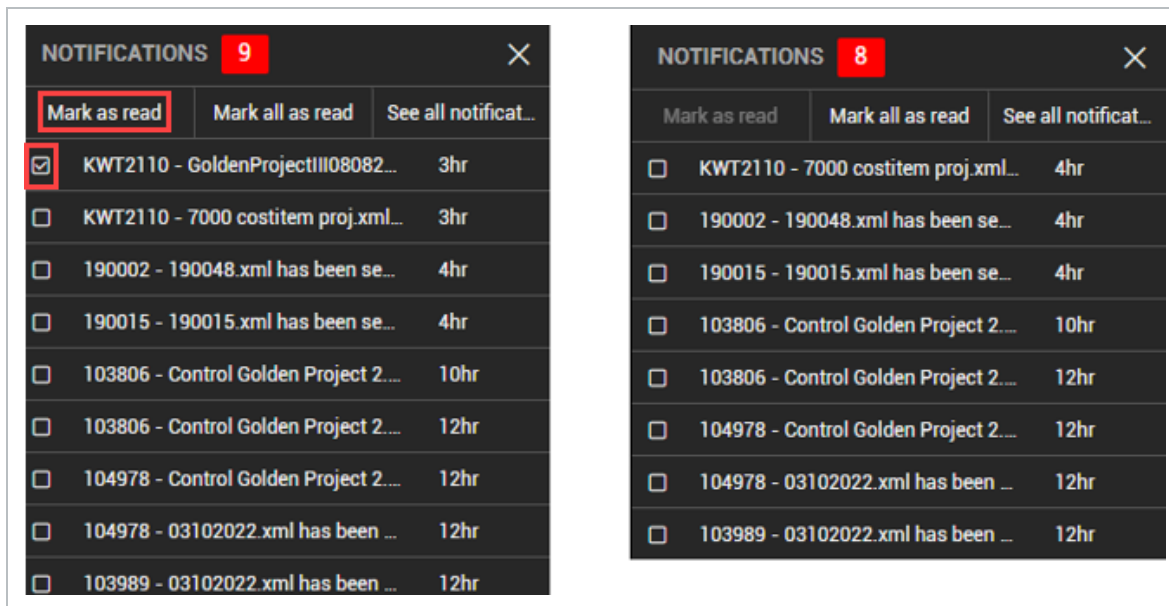 NOTIFICATIONS 9
Mark as read Mark all as read See all notificat...
KWT2110 - GoldenProjectIII08082... 3hr
KWT2110 - 7000 costitem proj.xml... 3hr
190002 - 190048.xml has been se... 4hr
190015 - 190015.xml has been se... 4hr
103806 - Control Golden Project 2.... 10hr
103806 - Control Golden Project 2.... 12hr
104978 - Control Golden Project 2.... 12hr
104978 - 03102022.xml has been ... 12hr
103989 - 03102022.xml has been ... 12hr
NOTIFICATIONS 8
Mark as read Mark all as read See all notificat...
KWT2110 - 7000 costitem proj.xml... 4hr
190002 - 190048.xml has been se... 4hr
190015 - 190015.xml has been se... 4hr
103806 - Control Golden Project 2.... 10hr
103806 - Control Golden Project 2.... 12hr
104978 - Control Golden Project 2.... 12hr
104978 - 03102022.xml has been ... 12hr
103989 - 03102022.xml has been ... 12hr